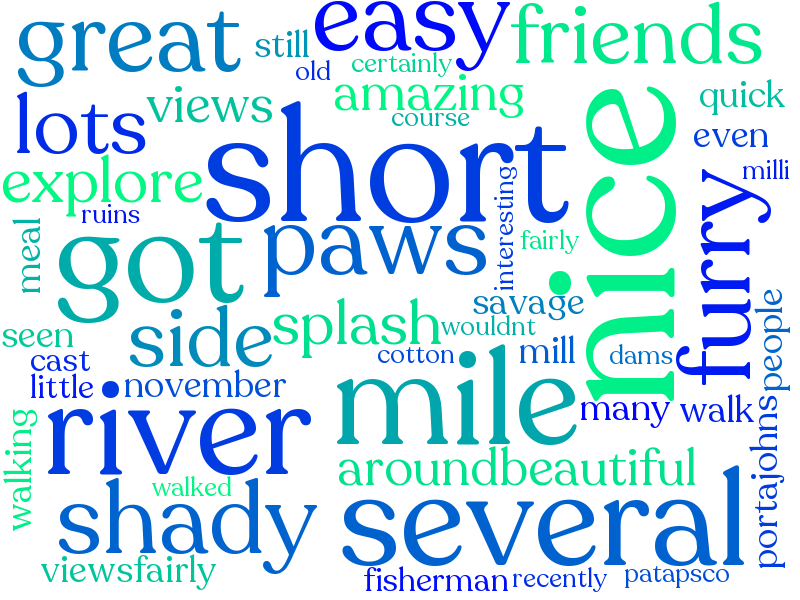 great
still
easy
friends
old
certainly
lots
views
amazing
quick
course
even
short
nice
milli
explore
ruins
interesting
furry
meal
got
paws
fairly
people
seen
side
splash
savage
wouldnt
cast
cotton
mill
dams
little
november
river
mile
many
walk
walking
portajohns
aroundbeautiful
walked
shady
several
viewsfairly
fisherman
recently
patapsco